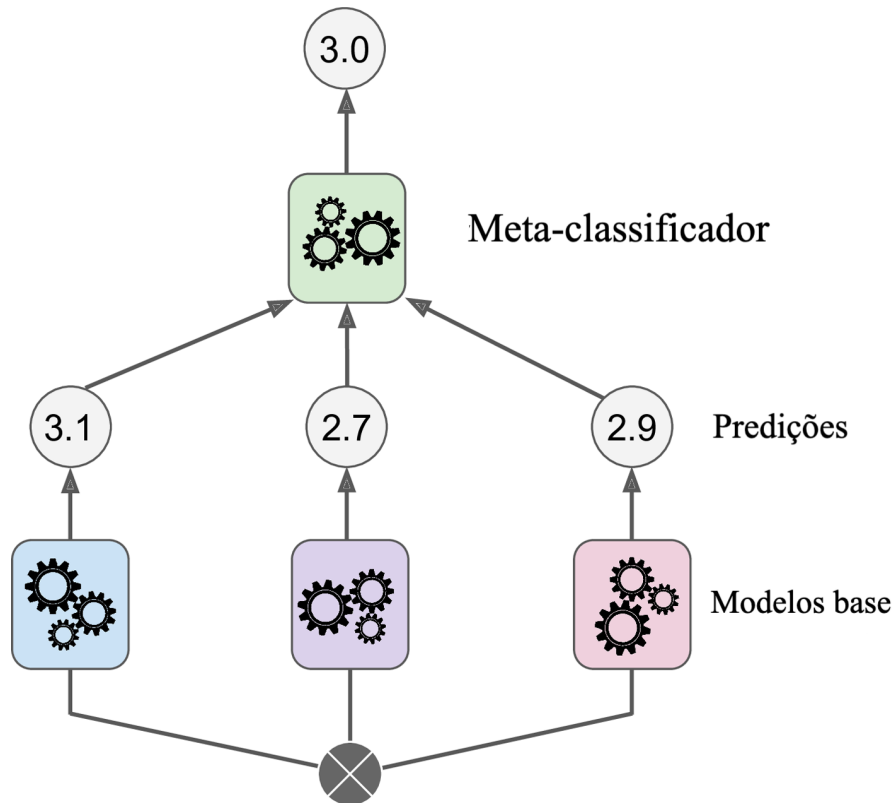 3.0
Meta-classificador
3.1
2.7
2.9
Predições
Modelos base